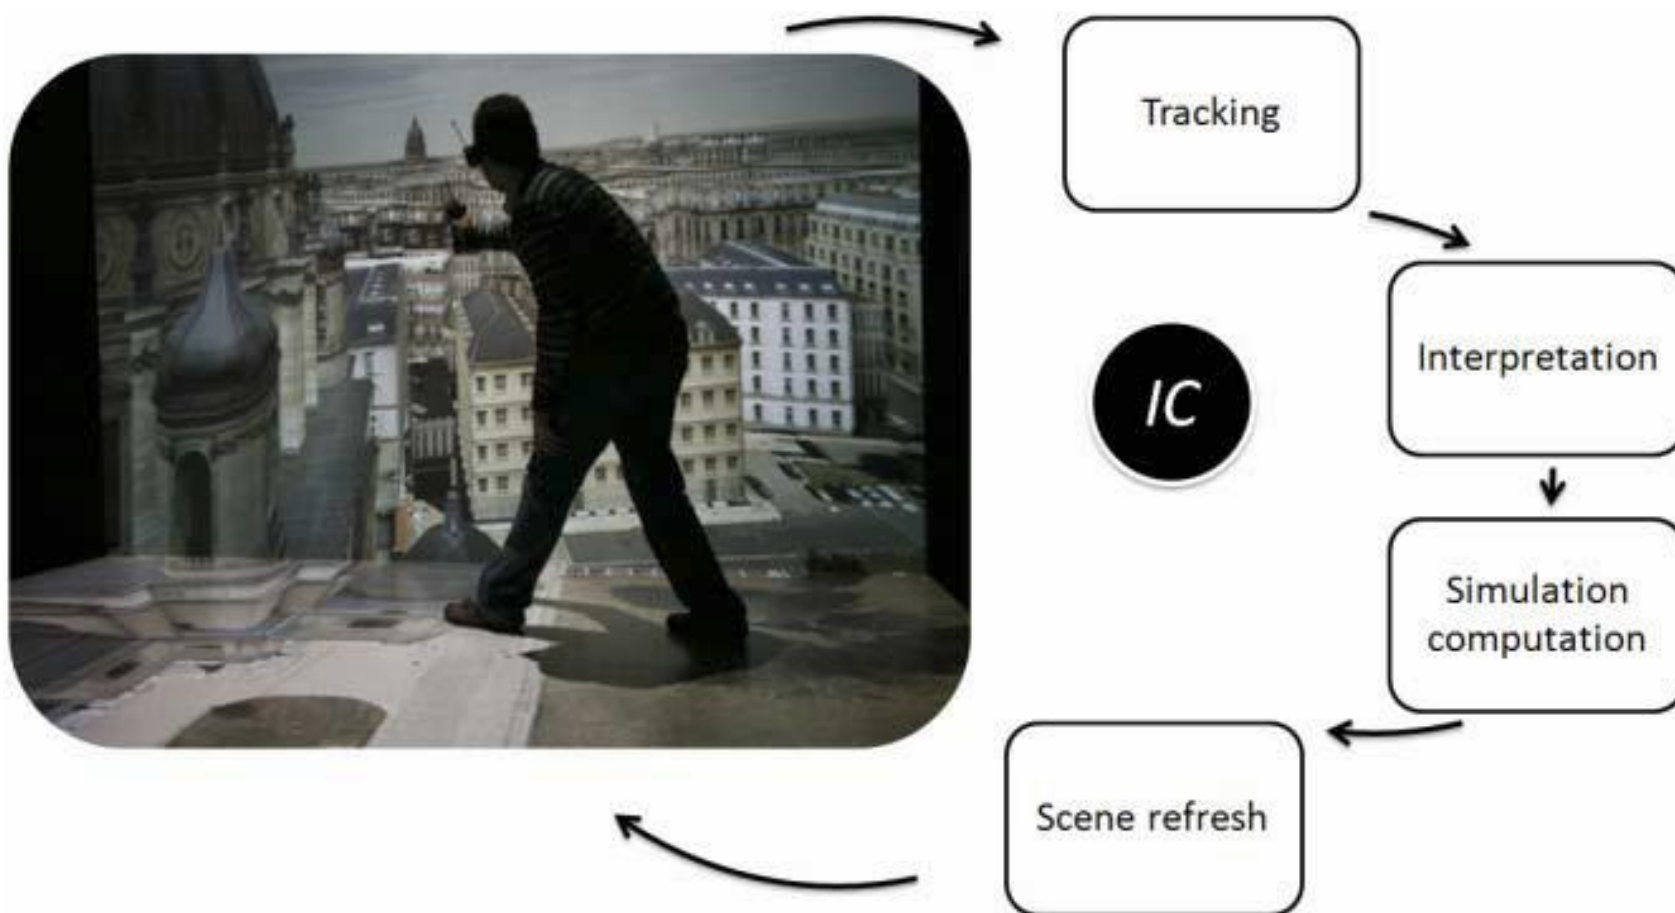 Tracking
Interpretation
IC
Simulation
computation
Scene refresh